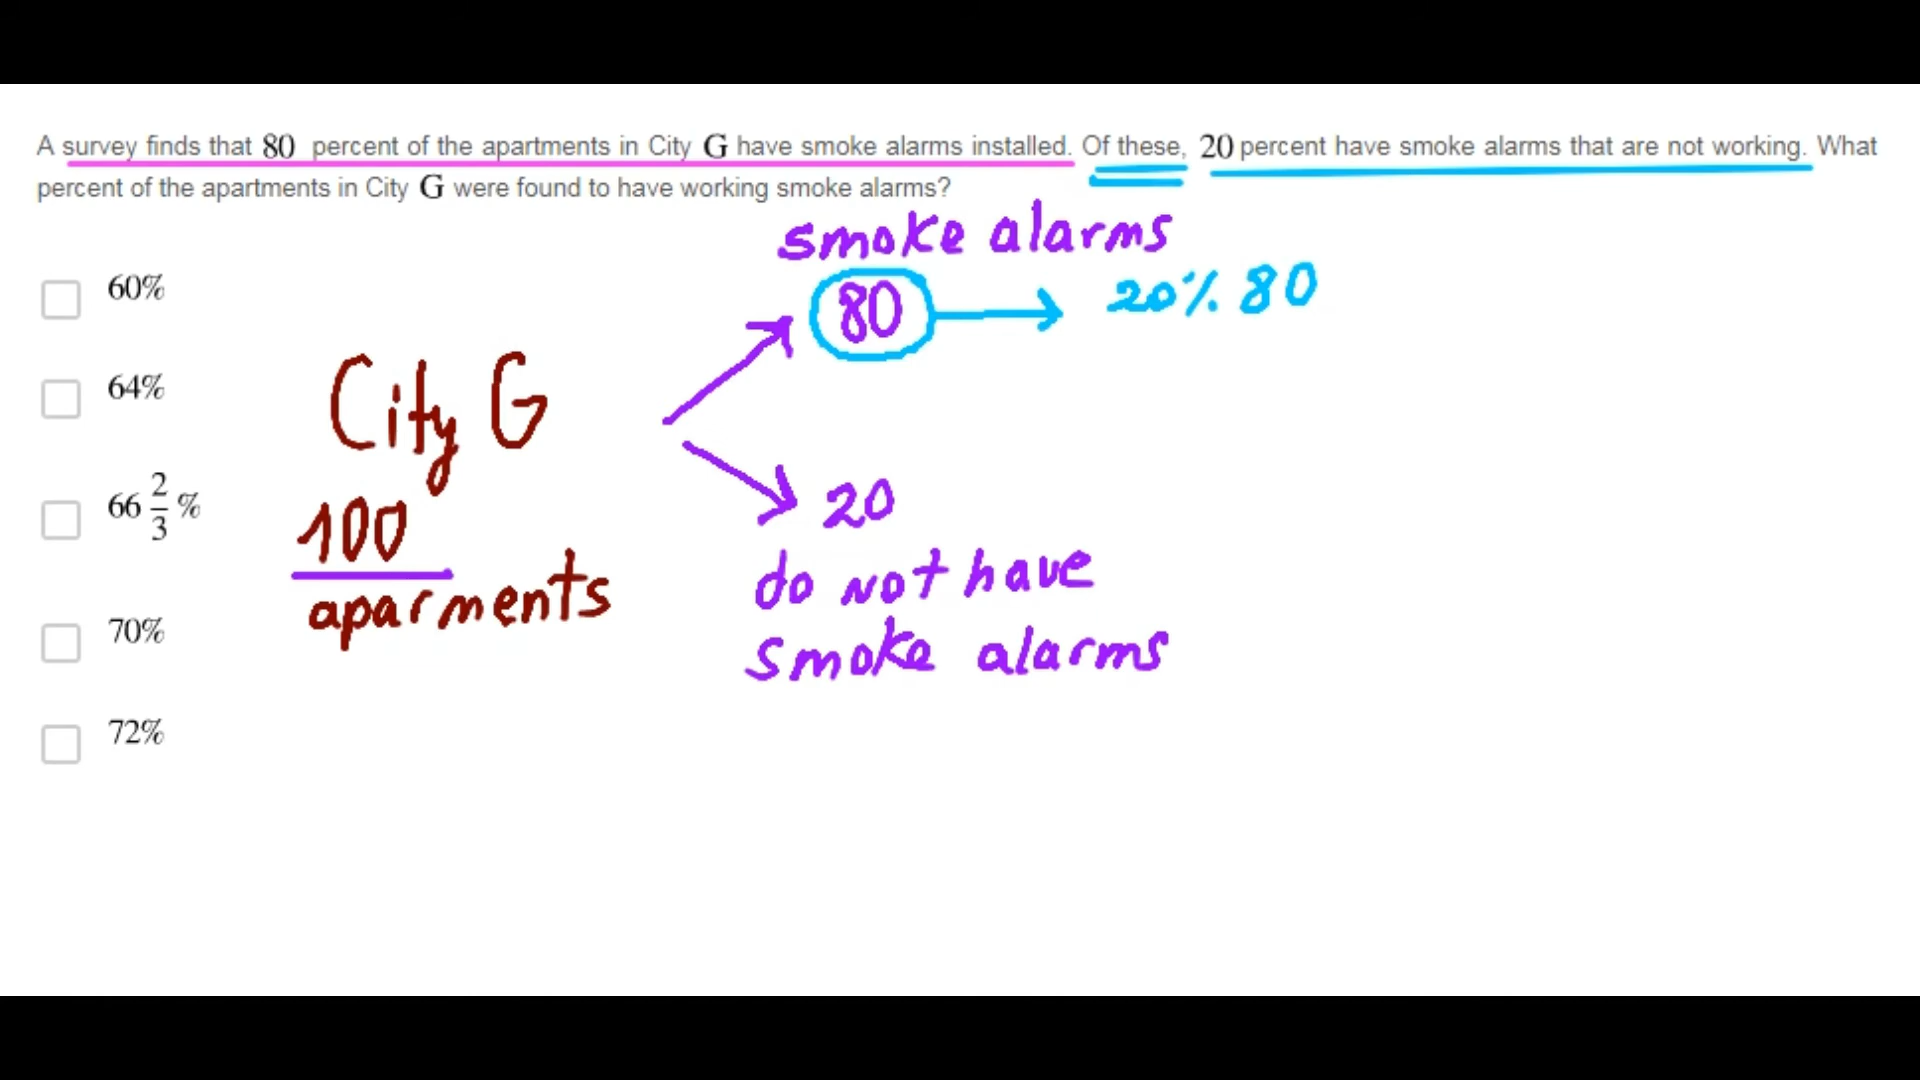 A survey finds that 80 percent of the apartments in City G have smoke alarms installed. Of these, 20 percent have smoke alarms that are not working. What
percent of the apartments in City G were found to have working smoke alarms?
60%
64%
66 2/3 %
70%
72%
City G
100
aparments
smoke alarms
80
20% 80
20
do not have
smoke alarms